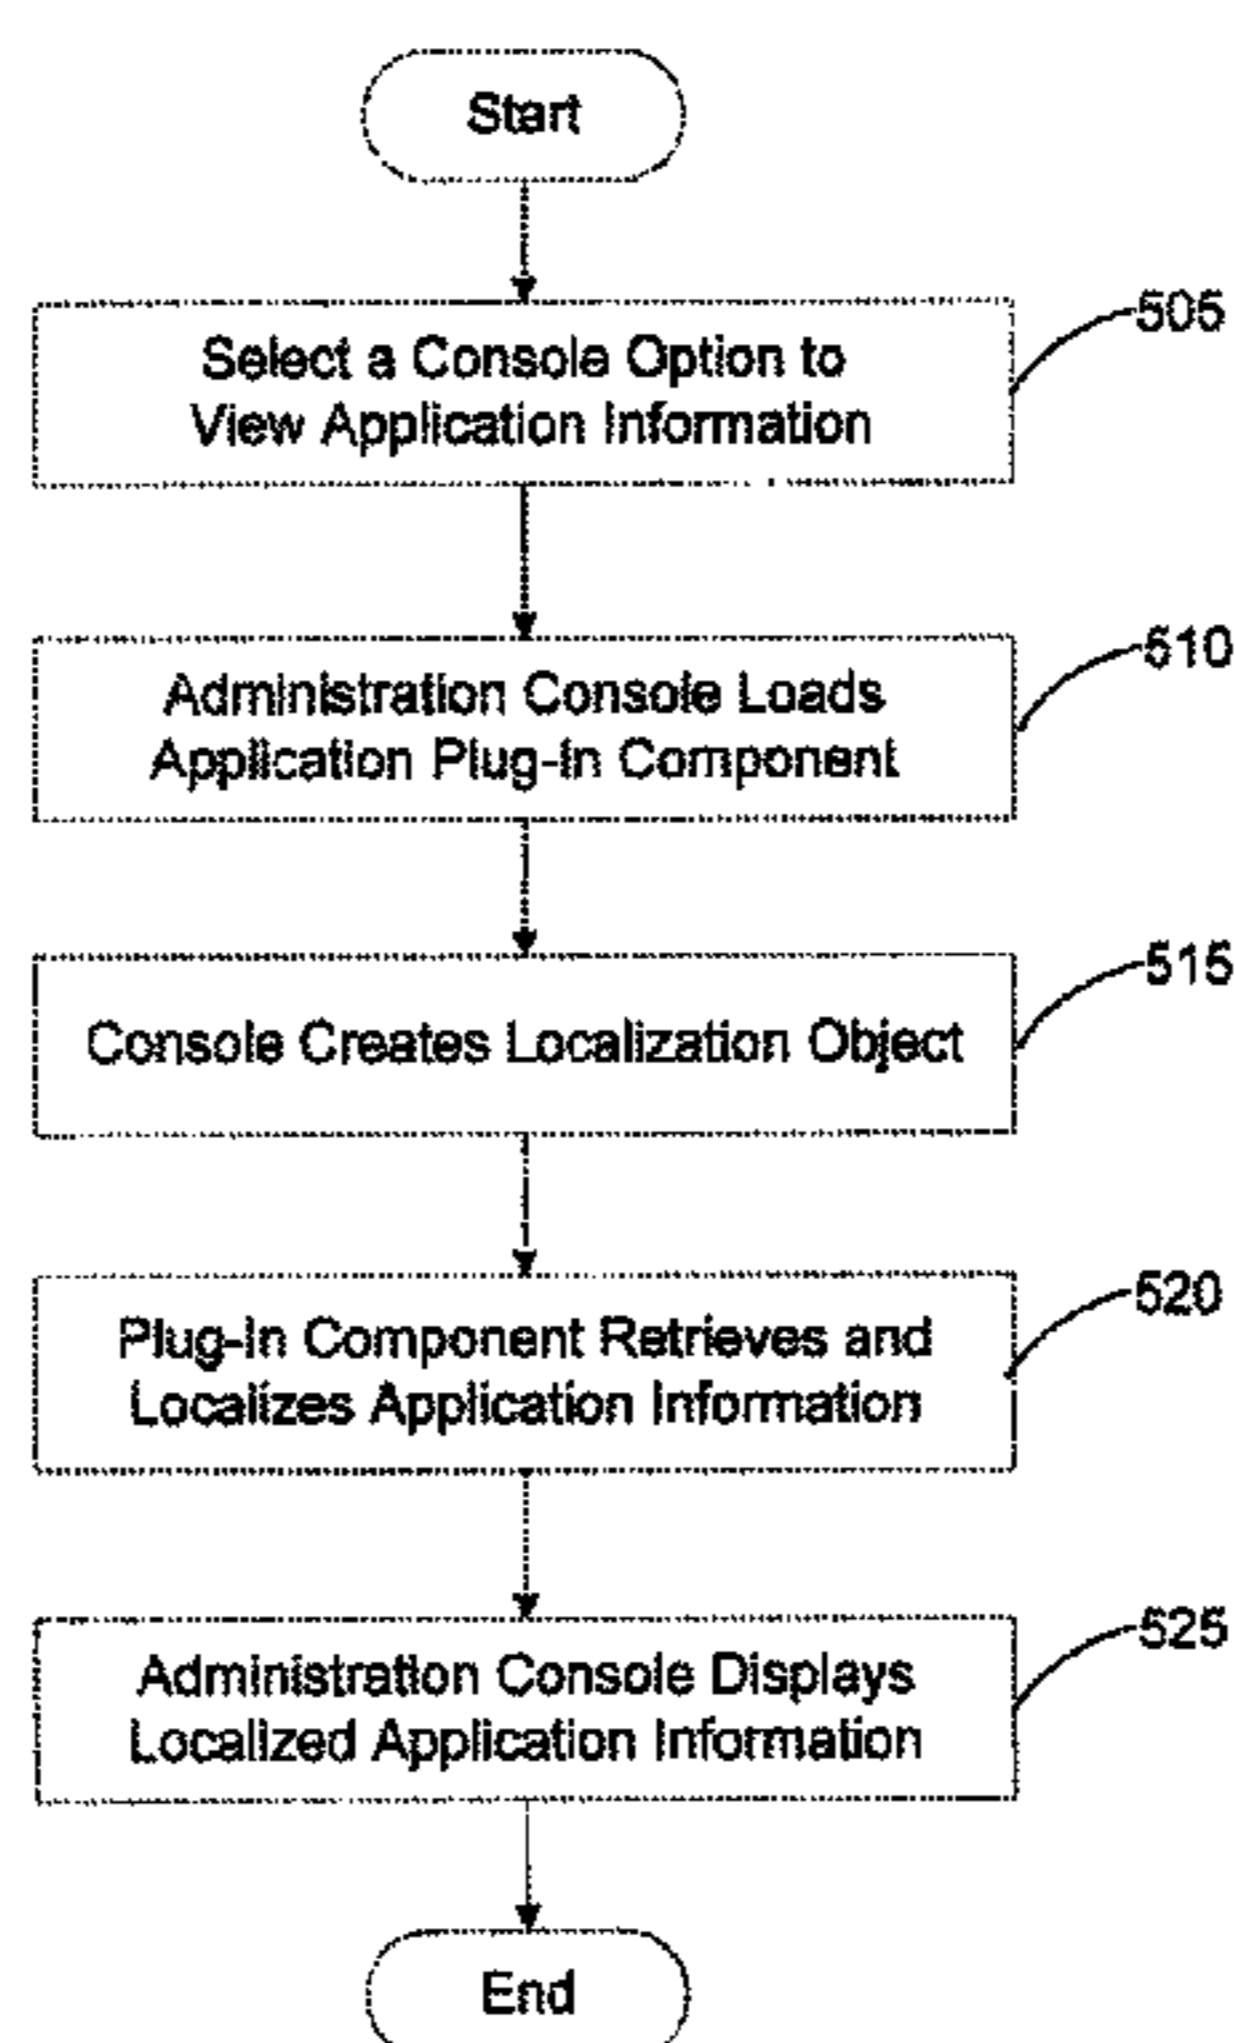 Start
505
Select a Console Option to
View Application Information
510
Administration Console Loads
Application Plug-In Component
515
Console Creates Localization Object
520
Plug-In Component Retrieves and
Localizes Application Information
525
Administration Console Displays
Localized Application Information
End